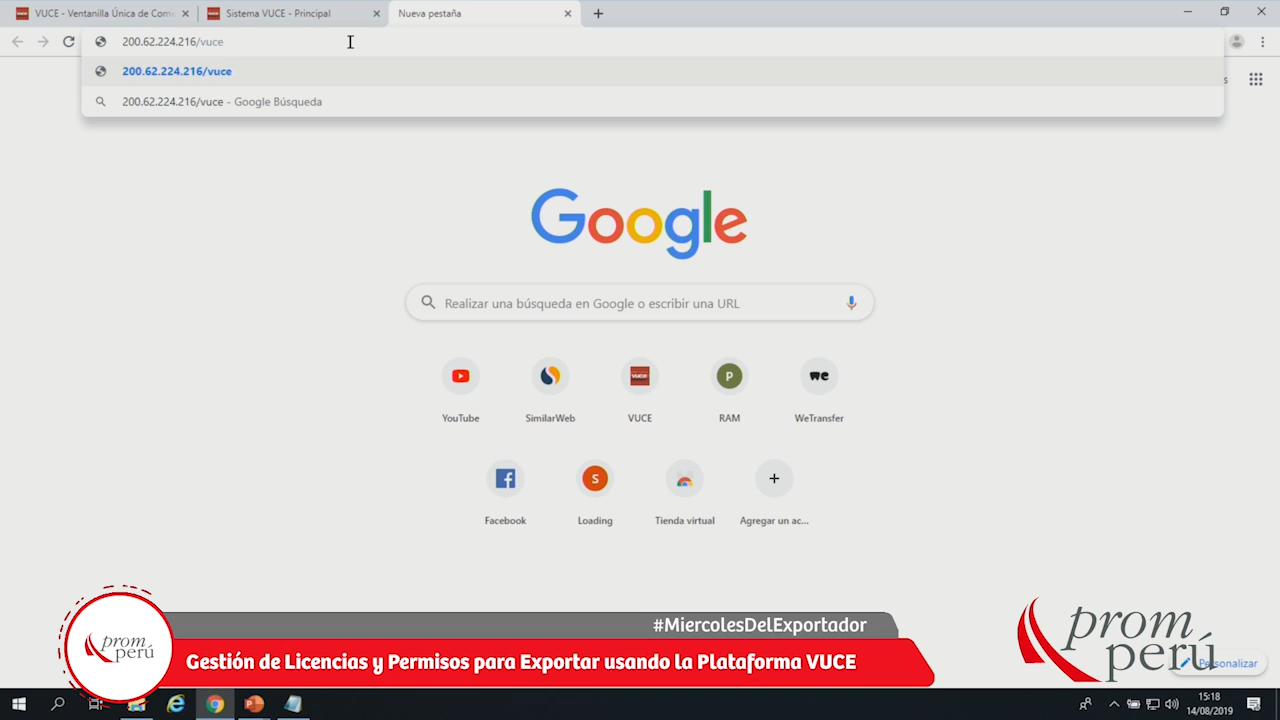 VUCE - Ventanilla Única de Com
Sistema VUCE - Principal
Nueva pestaña
200.62.224.216/vuce
200.62.224.216/vuce
200.62.224.216/vuce - Google Búsqueda
s
Google
Realizar una búsqueda en Google o escribir una URL
VUCE
P
we
YouTube
SimilarWeb
VUCE
RAM
WeTransfer
S
Facebook
Loading
Tienda virtual
Agregar un ac...
#MiercolesDelExportador
prom
perú
Gestión de Licencias y Permisos para Exportar usando la Plataforma VUCE
prom
perú
Personalizar
15:18
14/08/2019